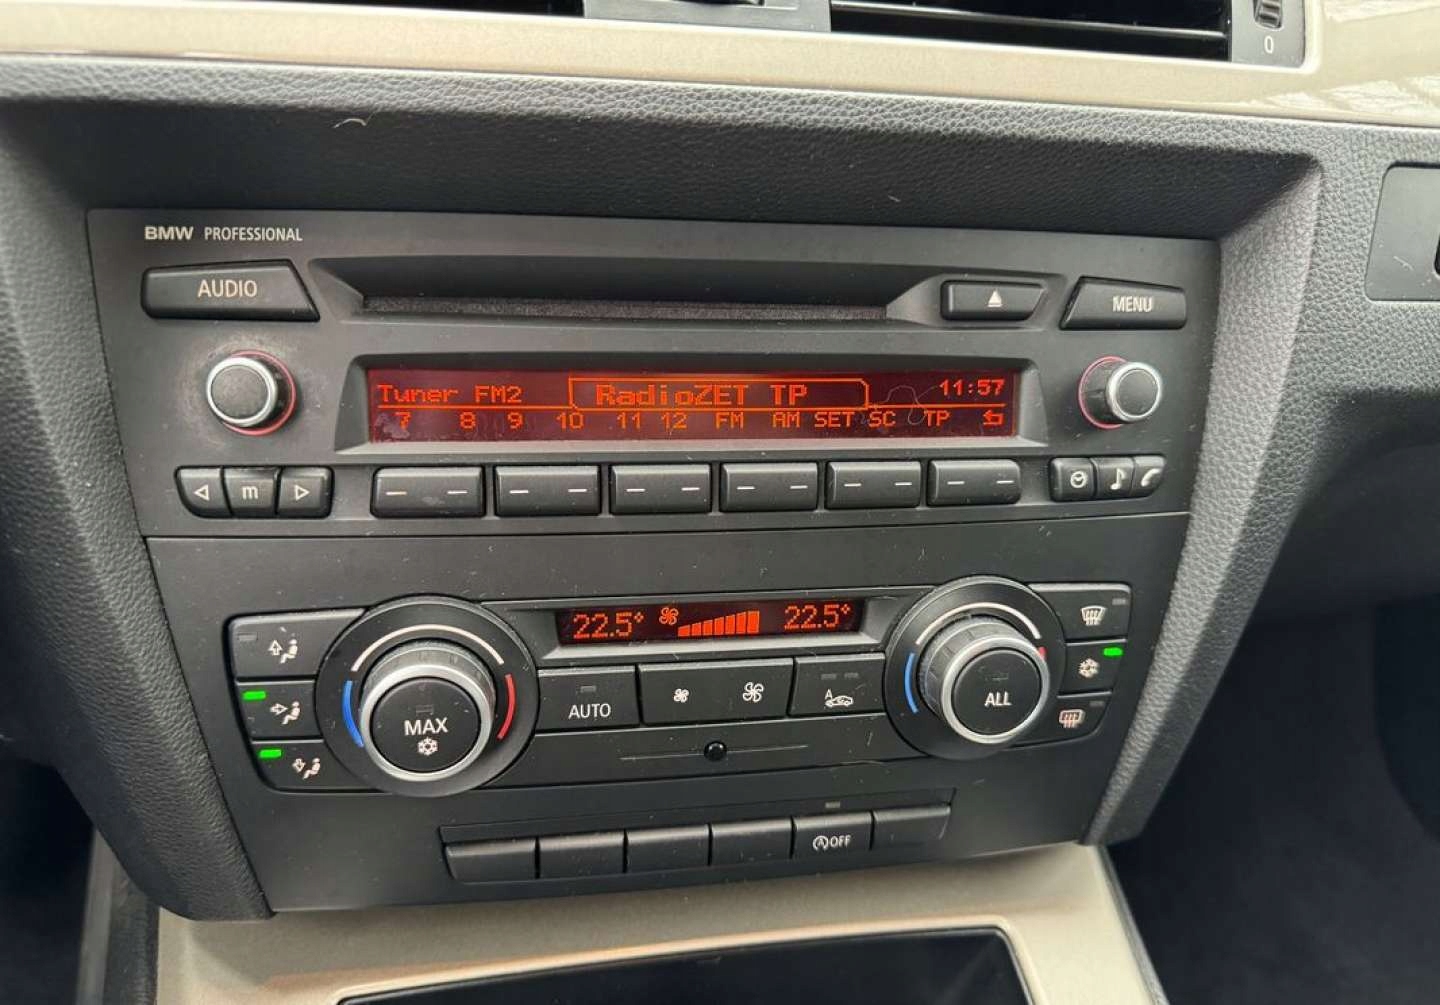 0
BMW PROFESSIONAL
AUDIO
MENU
Tuner FM2 RadioZET TP 11:57
7 8 9 10 11 12 FM AM SET SC TP
m
22.5° 22.5°
MAX
AUTO
A
ALL
A OFF